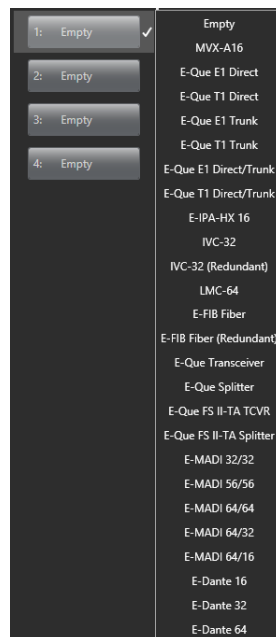 1: Empty
2: Empty
3: Empty
4: Empty
Empty
MVX-A16
E-Que E1 Direct
E-Que T1 Direct
E-Que E1 Trunk
E-Que T1 Trunk
E-Que E1 Direct/Trunk
E-Que T1 Direct/Trunk
E-IPA-HX 16
IVC-32
IVC-32 (Redundant)
LMC-64
E-FIB Fiber
E-FIB Fiber (Redundant)
E-Que Transceiver
E-Que Splitter
E-Que FS II-TA TCVR
E-Que FS II-TA Splitter
E-MADI 32/32
E-MADI 56/56
E-MADI 64/64
E-MADI 64/32
E-MADI 64/16
E-Dante 16
E-Dante 32
E-Dante 64